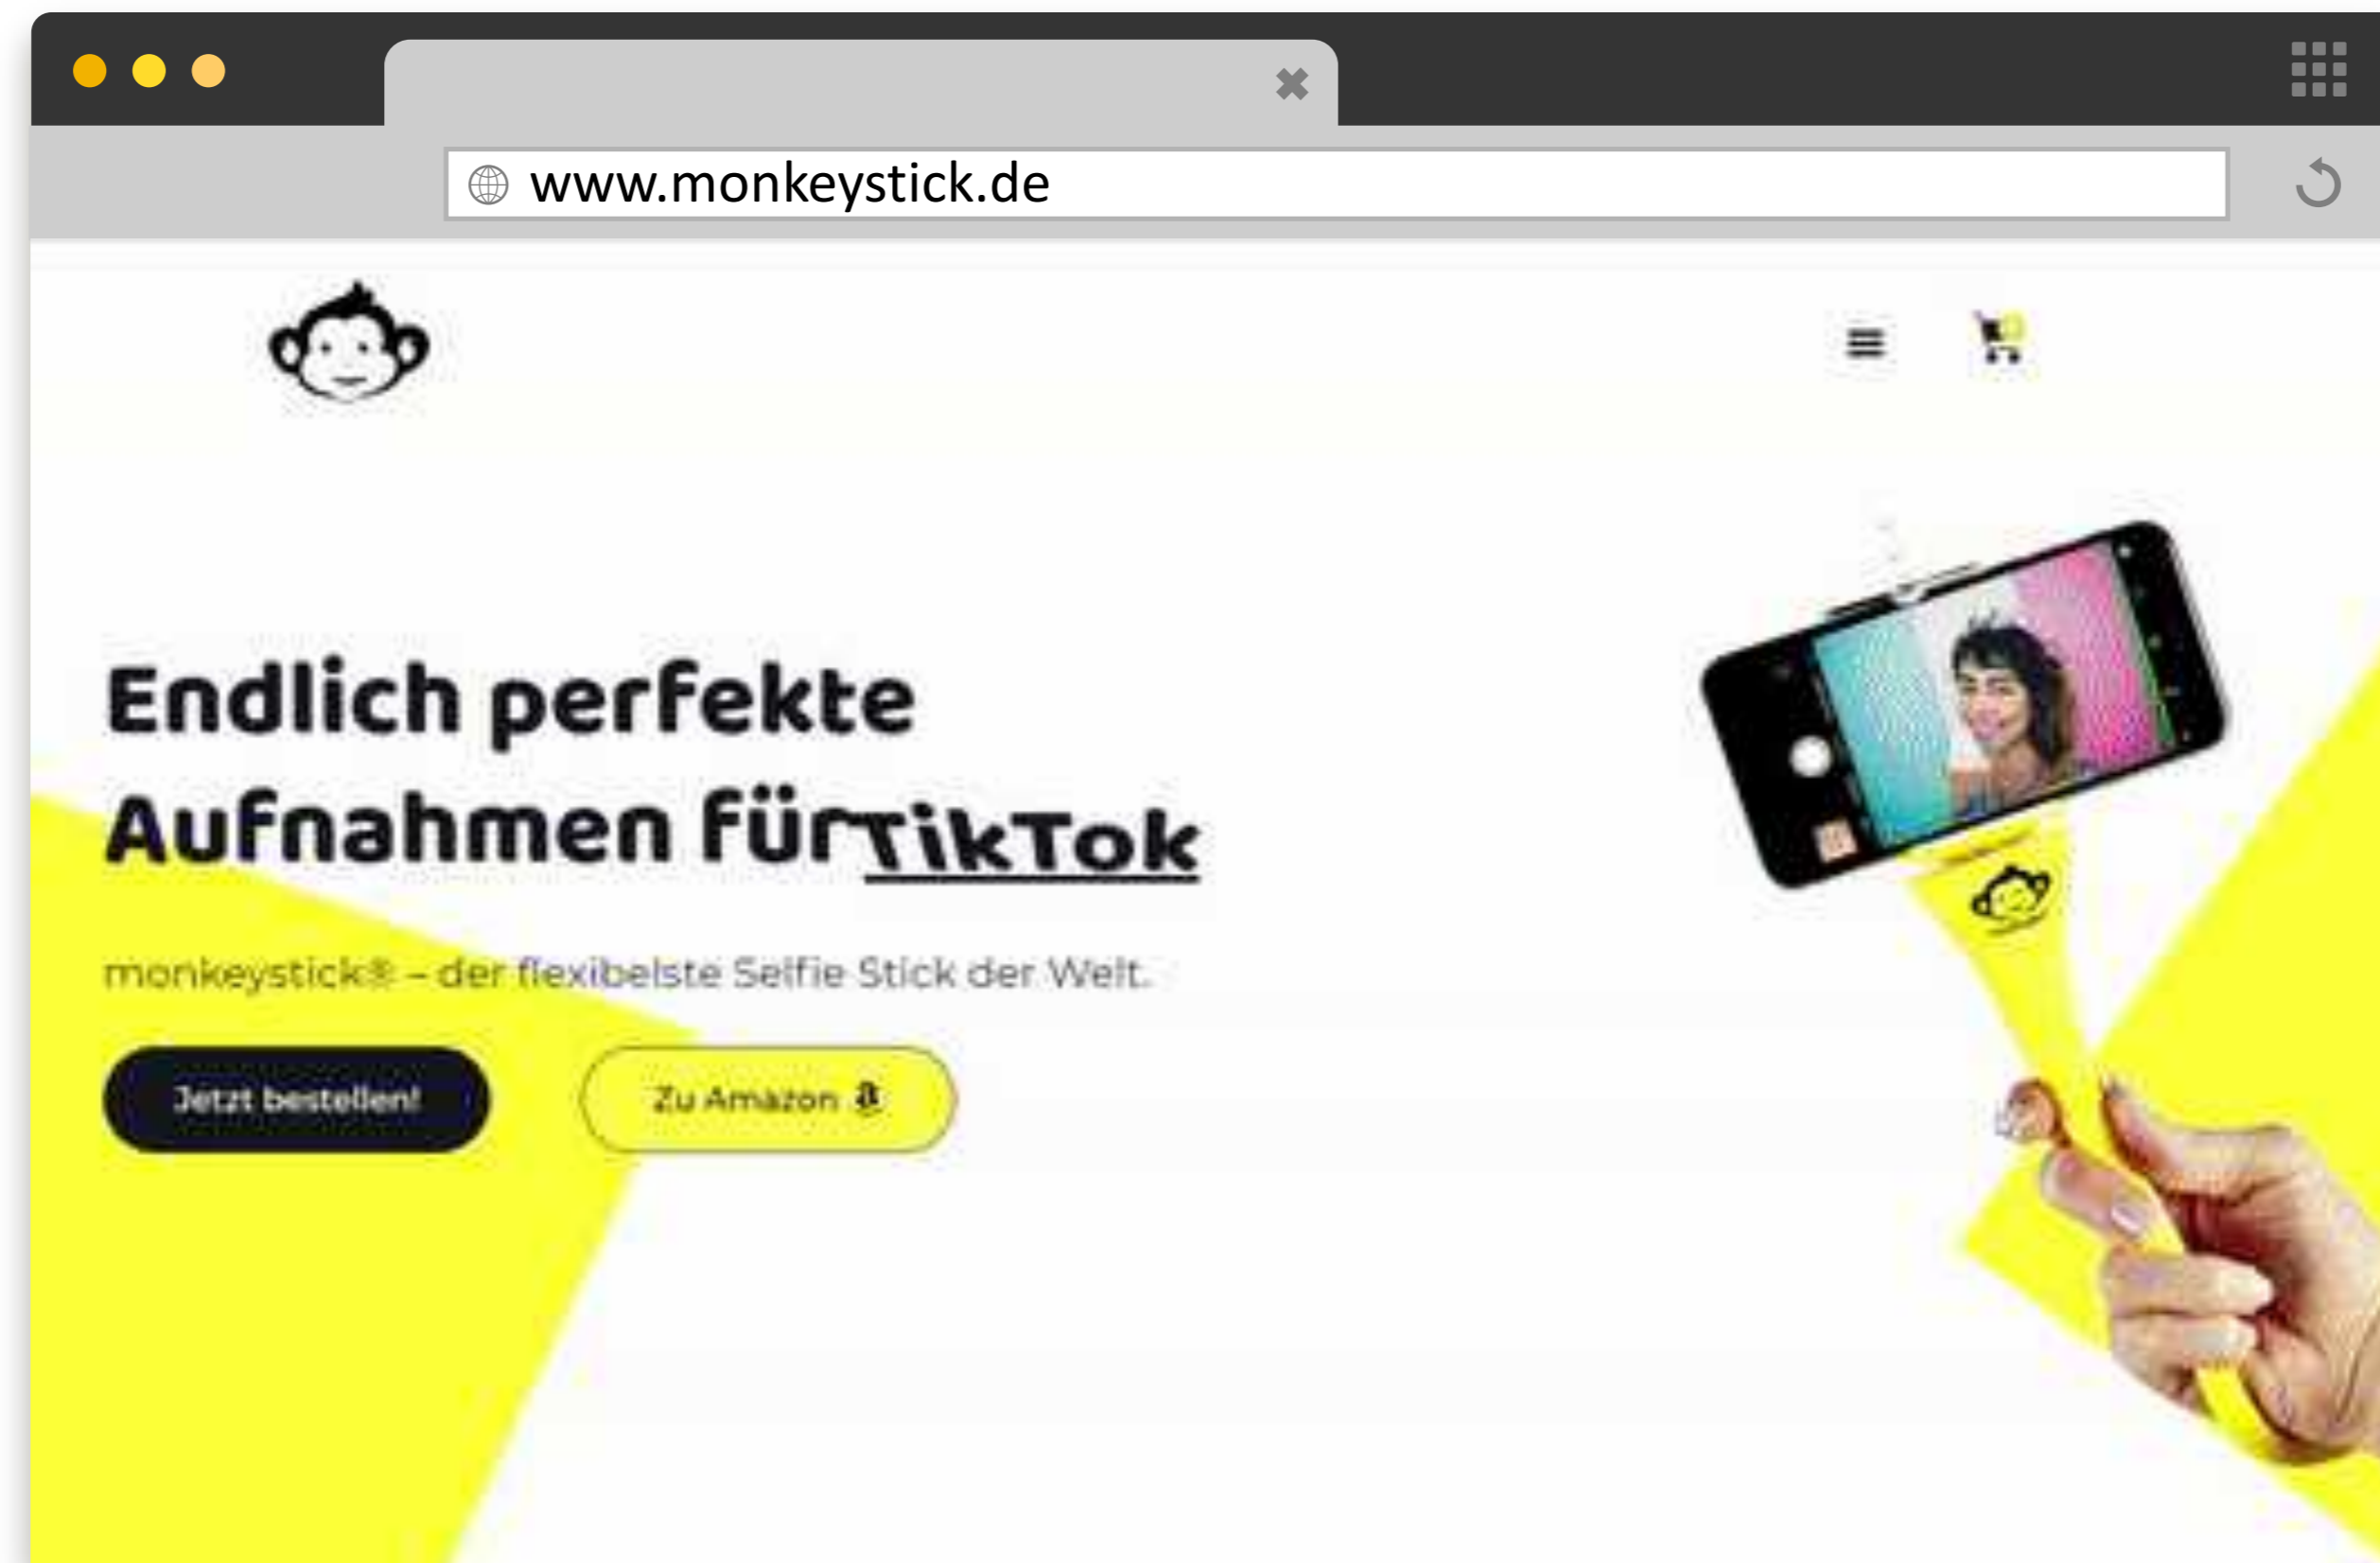 www.monkeystick.de
Endlich perfekte
Aufnahmen für TikTok
monkeystick® – der flexibelste Selfie Stick der Welt.
Jetzt bestellen!
Zu Amazon